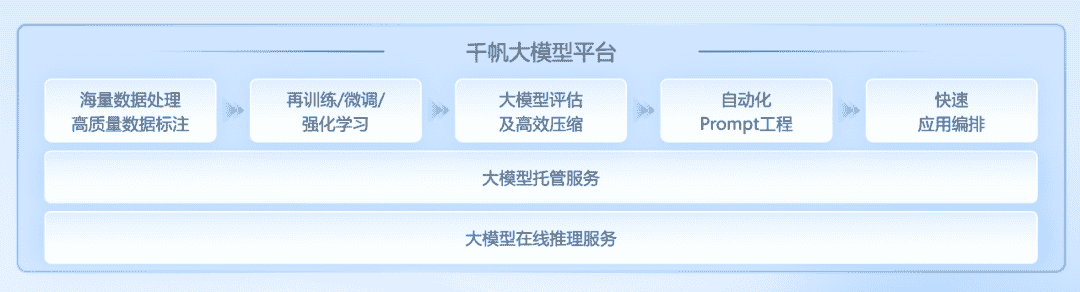 千帆大模型平台
海量数据处理
高质量数据标注
再训练/微调/
强化学习
大模型评估
及高效压缩
自动化
Prompt工程
快速
应用编排
大模型托管服务
大模型在线推理服务